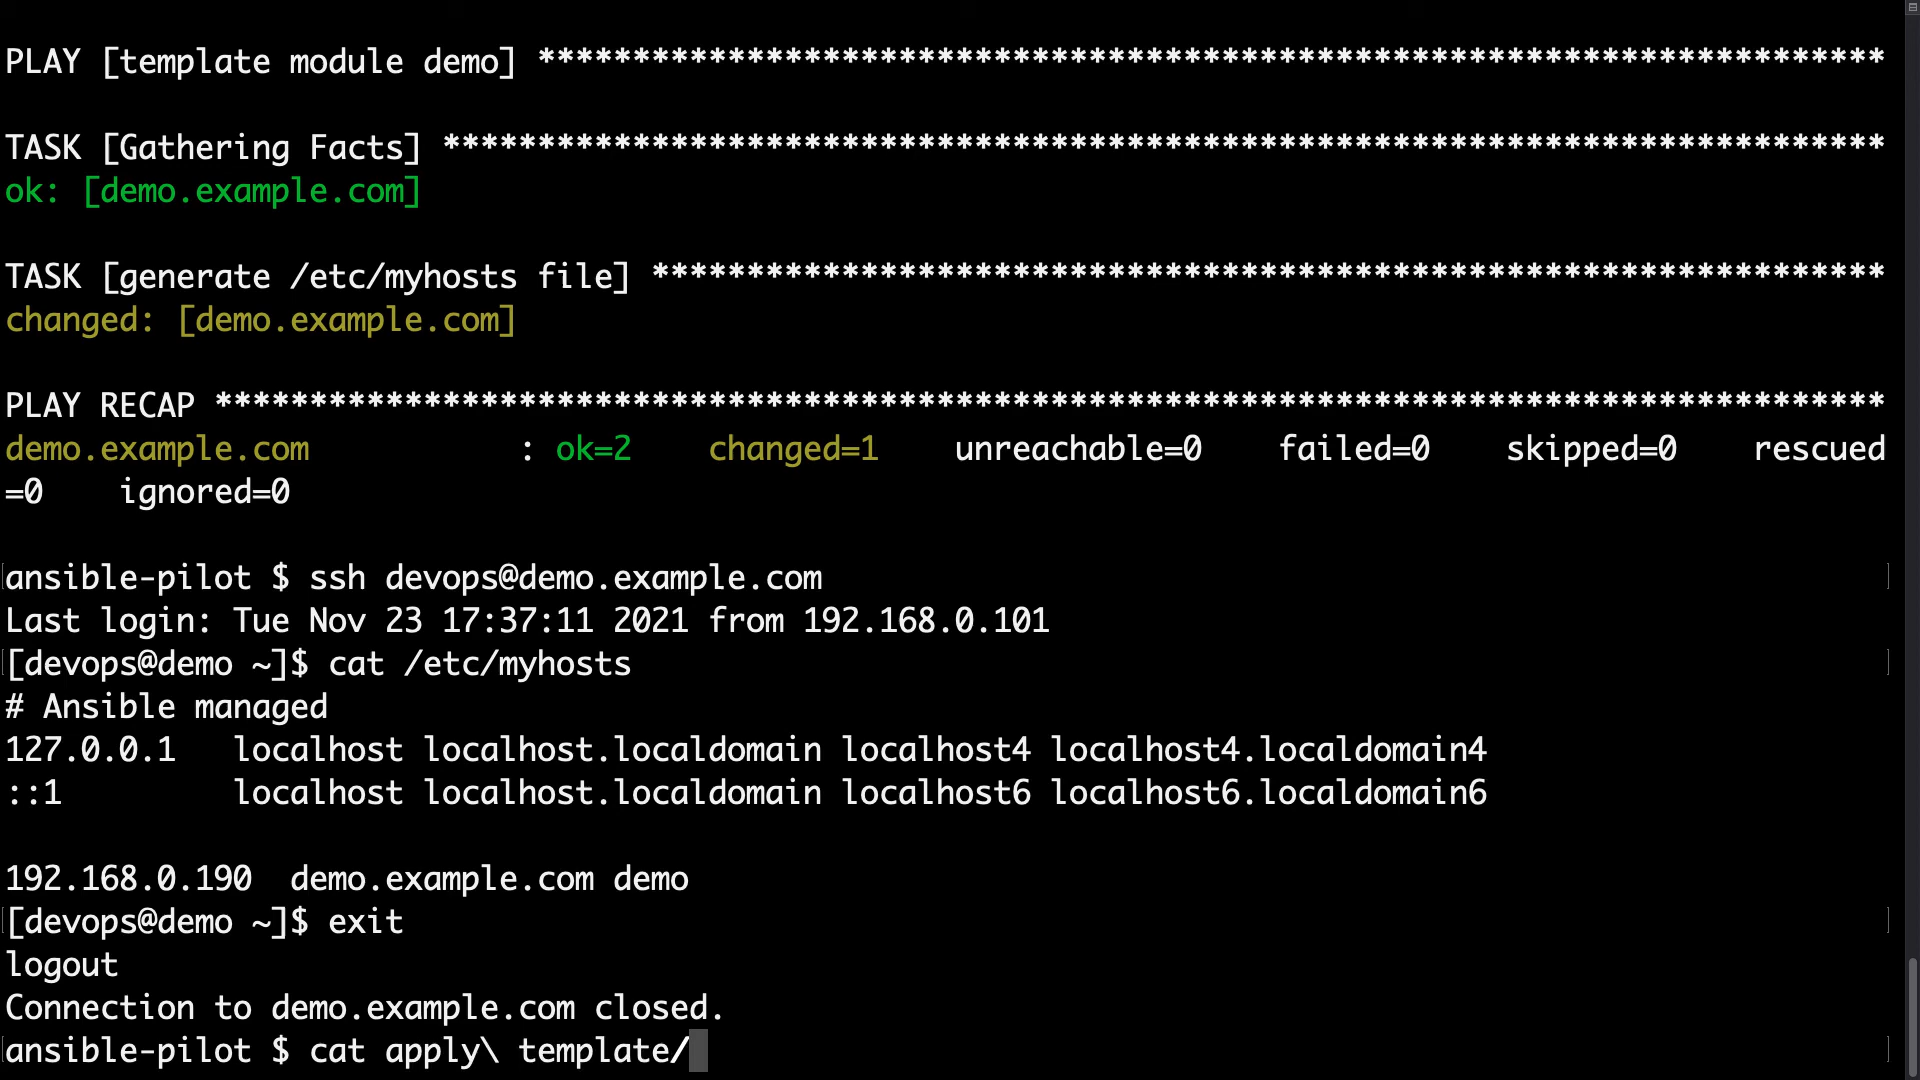 PLAY [template module demo] ***********************************************************************
TASK [Gathering Facts] ****************************************************************************
ok: [demo.example.com]
TASK [generate /etc/myhosts file] *****************************************************************
changed: [demo.example.com]
PLAY RECAP ****************************************************************************************
demo.example.com           : ok=2    changed=1    unreachable=0    failed=0    skipped=0    rescued
=0    ignored=0
ansible-pilot $ ssh devops@demo.example.com
Last login: Tue Nov 23 17:37:11 2021 from 192.168.0.101
[devops@demo ~]$ cat /etc/myhosts
# Ansible managed
127.0.0.1   localhost localhost.localdomain localhost4 localhost4.localdomain4
::1         localhost localhost.localdomain localhost6 localhost6.localdomain6
192.168.0.190  demo.example.com demo
[devops@demo ~]$ exit
logout
Connection to demo.example.com closed.
ansible-pilot $ cat apply\ template/